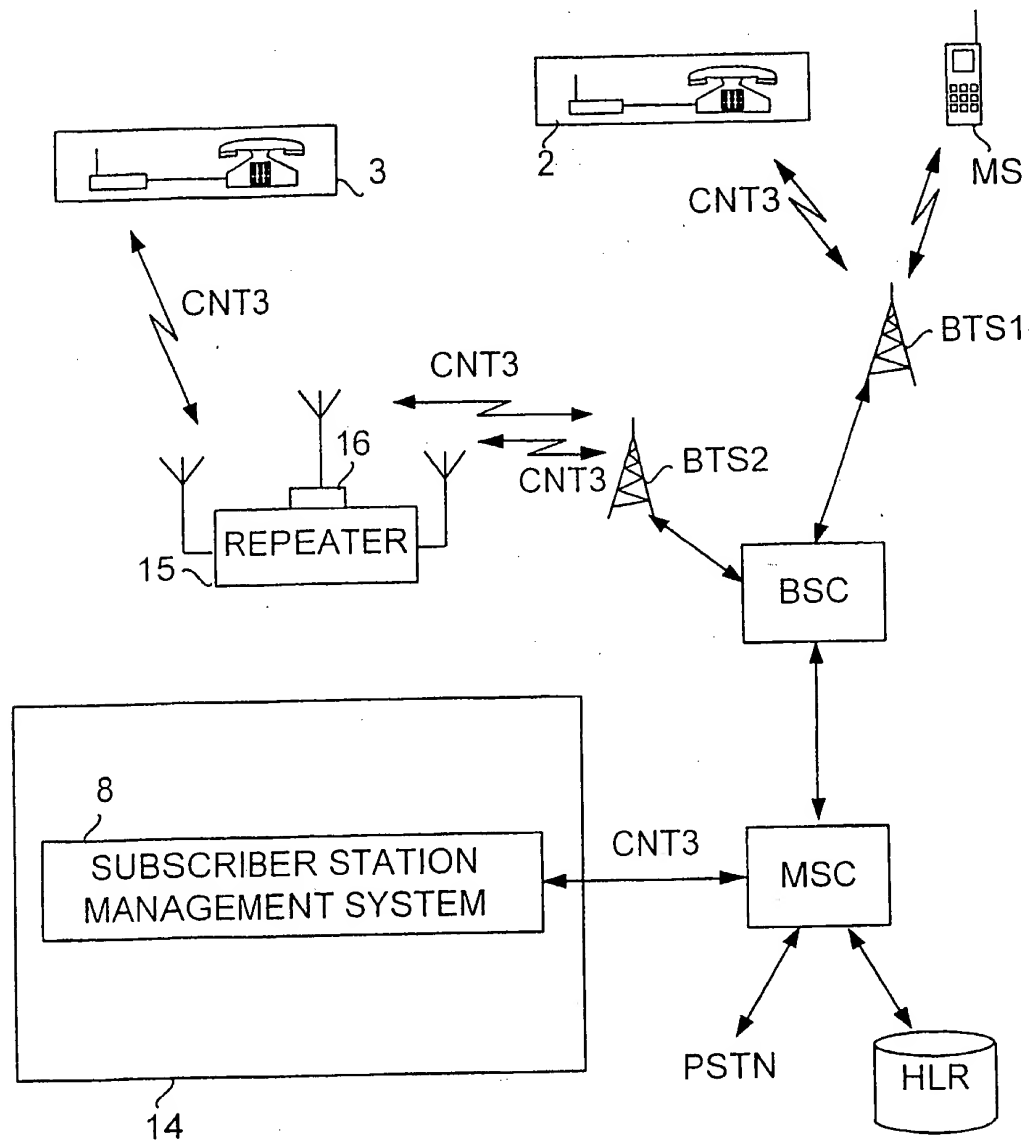 2
MS
3
CNT3
CNT3
BTS1
CNT3
16
CNT3
BTS2
REPEATER
15
BSC
8
SUBSCRIBER STATION
MANAGEMENT SYSTEM
CNT3
MSC
PSTN
HLR
14